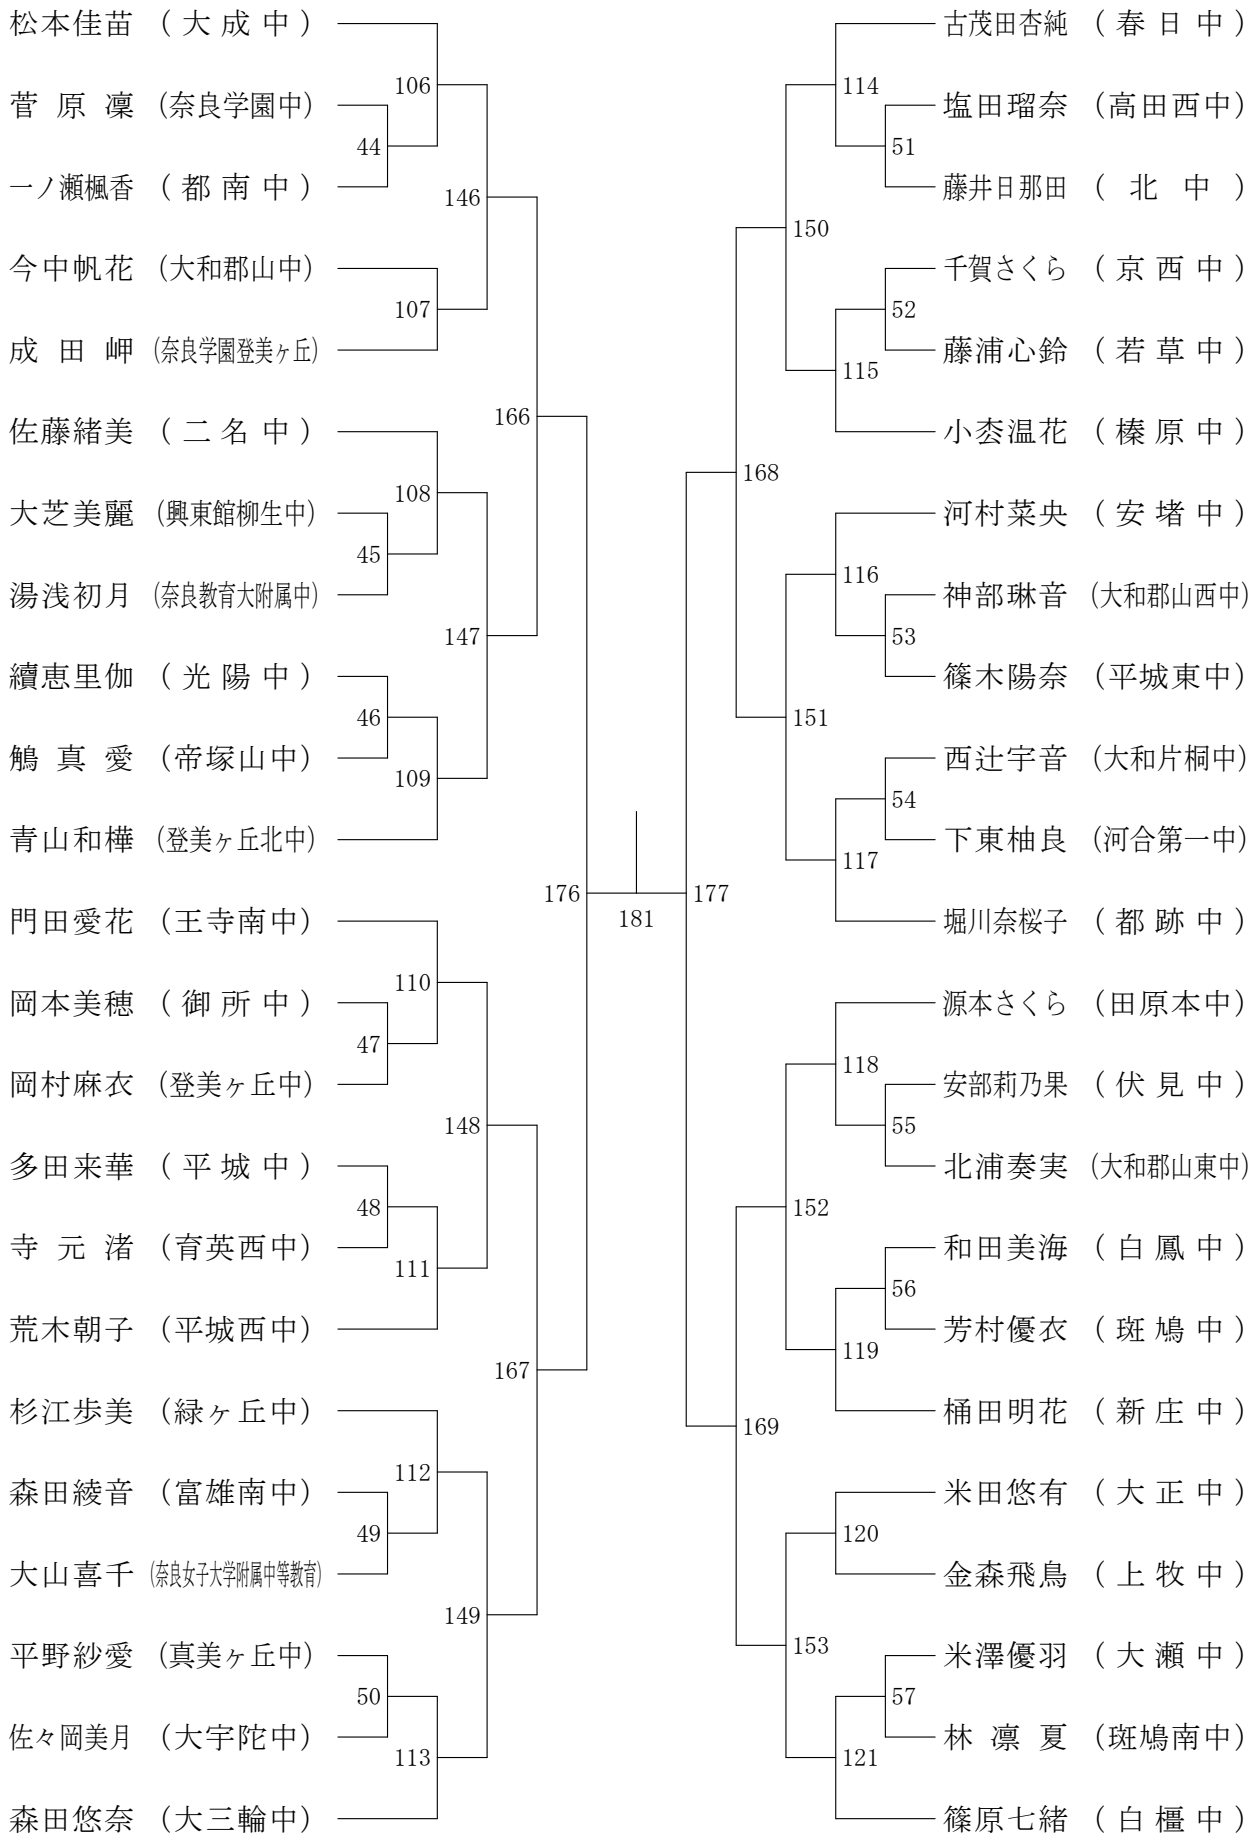 松本佳苗 (大成中)
106
菅原凜 (奈良学園中)
44
一ノ瀬楓香 (都南中)
146
今中帆花 (大和郡山中)
107
成田岬 (奈良学園登美ヶ丘)
166
佐藤緒美 (二名中)
108
大芝美麗 (興東館柳生中)
45
湯浅初月 (奈良教育大附属中)
147
續恵里伽 (光陽中)
46
鵤真愛 (帝塚山中)
109
青山和樺 (登美ヶ丘北中)
176
門田愛花 (王寺南中)
110
岡本美穂 (御所中)
47
岡村麻衣 (登美ヶ丘中)
148
多田来華 (平城中)
48
寺元渚 (育英西中)
111
荒木朝子 (平城西中)
167
杉江歩美 (緑ヶ丘中)
112
森田綾音 (富雄南中)
49
大山喜千 (奈良女子大学附属中等教育)
149
平野紗愛 (真美ヶ丘中)
50
佐々岡美月 (大宇陀中)
113
森田悠奈 (大三輪中)
181
古茂田杏純 (春日中)
114
塩田瑠奈 (高田西中)
51
藤井日那田 (北中)
150
千賀さくら (京西中)
52
藤浦心鈴 (若草中)
115
小枩温花 (榛原中)
168
河村菜央 (安堵中)
116
神部琳音 (大和郡山西中)
53
篠木陽奈 (平城東中)
151
西辻宇音 (大和片桐中)
54
下東柚良 (河合第一中)
117
177
堀川奈桜子 (都跡中)
源本さくら (田原本中)
118
安部莉乃果 (伏見中)
55
北浦奏実 (大和郡山東中)
152
和田美海 (白鳳中)
56
芳村優衣 (斑鳩中)
119
桶田明花 (新庄中)
169
米田悠有 (大正中)
120
金森飛鳥 (上牧中)
153
米澤優羽 (大瀬中)
57
林凛夏 (斑鳩南中)
121
篠原七緒 (白橿中)